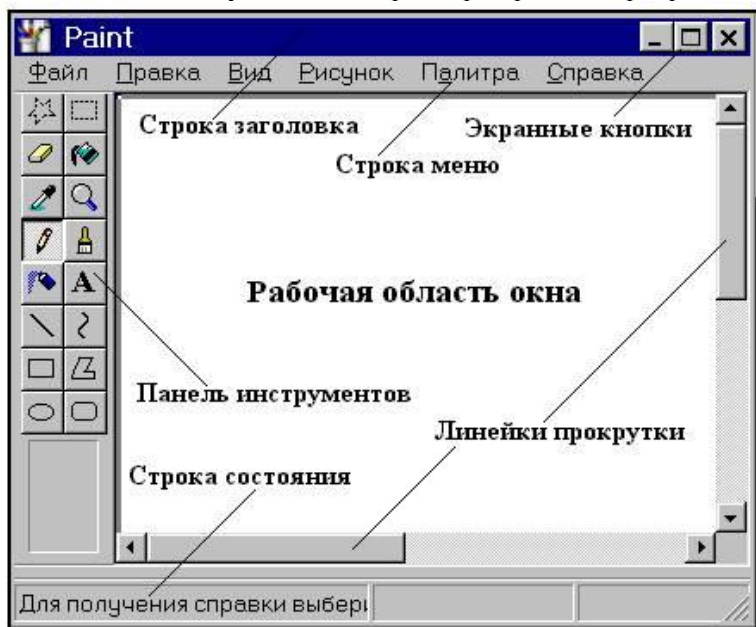 Paint
Файл Правка Вид Рисунок Палитра Справка
Строка заголовка
Экранные кнопки
Строка меню
A
Рабочая область окна
Панель инструментов
Линейки прокрутки
Строка состояния
Для получения справки выбери